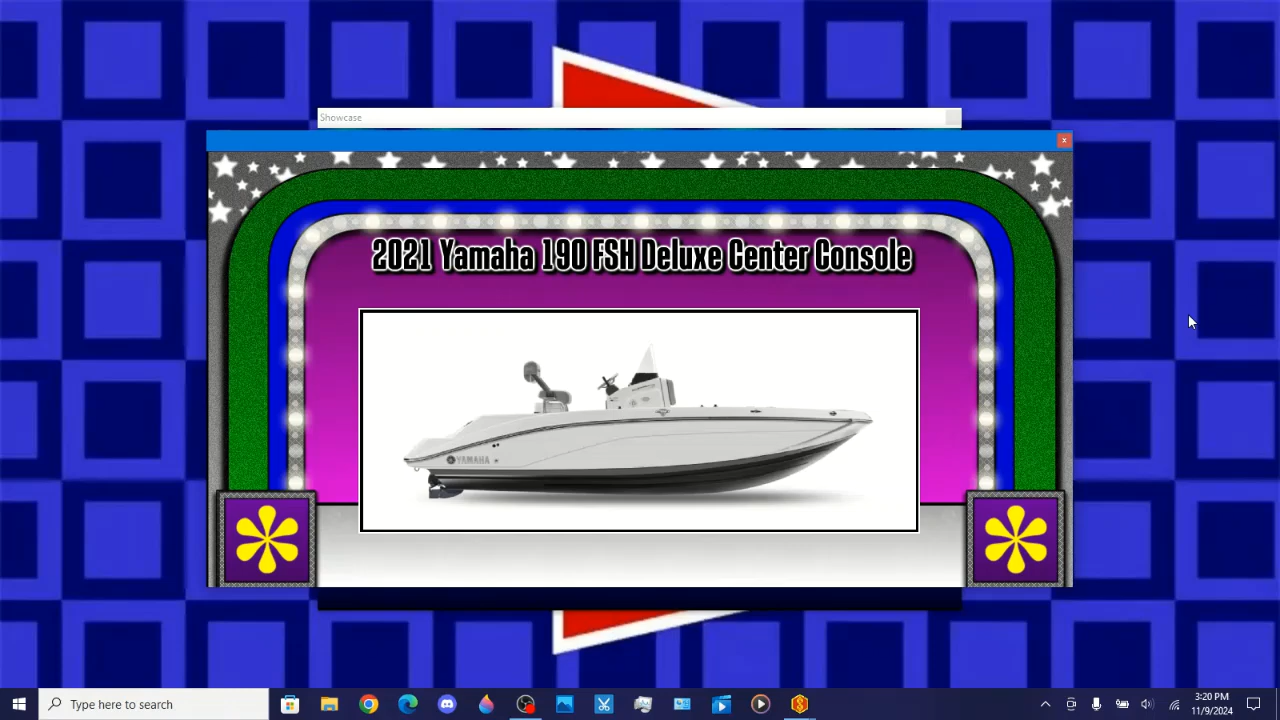 Showcase
2021 Yamaha 190 FSH Deluxe Center Console
YAMAHA
Type here to search
3:20 PM
11/9/2024